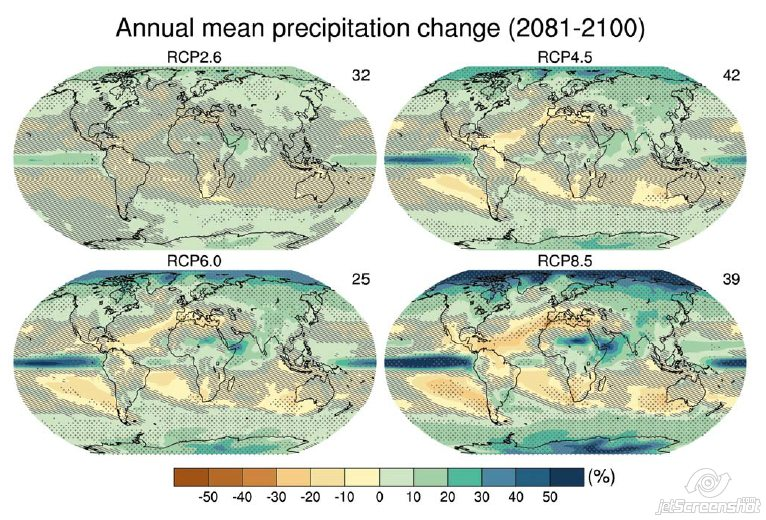 Annual mean precipitation change (2081-2100)
RCP2.6
32
RCP4.5
42
RCP6.0
25
RCP8.5
39
(%)
-50 -40 -30 -20 -10 0 10 20 30 40 50
jetScreenshot.com